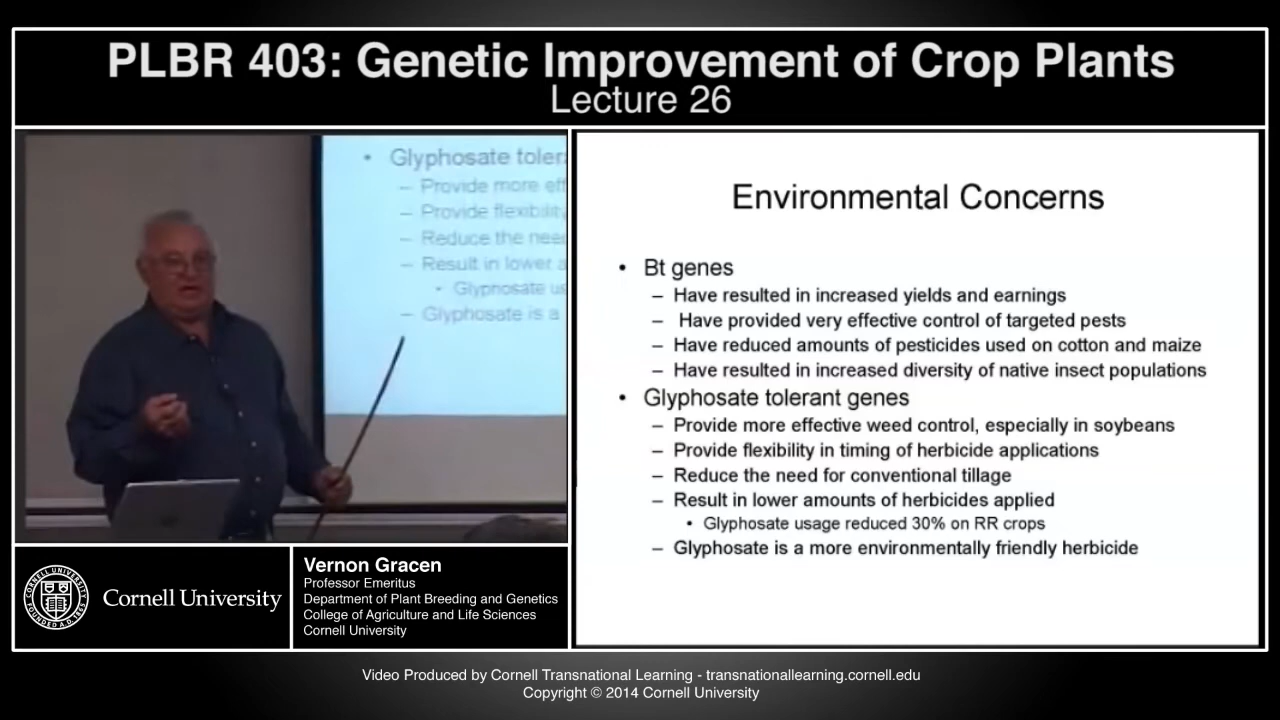 PLBR 403: Genetic Improvement of Crop Plants
Lecture 26
• Glyphosate toler
– Provide more eff
– Provide flexibility
– Reduce the need
– Result in lower a
• Glyphosate us
– Glyphosate is a
Environmental Concerns
• Bt genes
– Have resulted in increased yields and earnings
– Have provided very effective control of targeted pests
– Have reduced amounts of pesticides used on cotton and maize
– Have resulted in increased diversity of native insect populations
• Glyphosate tolerant genes
– Provide more effective weed control, especially in soybeans
– Provide flexibility in timing of herbicide applications
– Reduce the need for conventional tillage
– Result in lower amounts of herbicides applied
• Glyphosate usage reduced 30% on RR crops
– Glyphosate is a more environmentally friendly herbicide
Cornell University
Vernon Gracen
Professor Emeritus
Department of Plant Breeding and Genetics
College of Agriculture and Life Sciences
Cornell University
Video Produced by Cornell Transnational Learning - transnationallearning.cornell.edu
Copyright © 2014 Cornell University